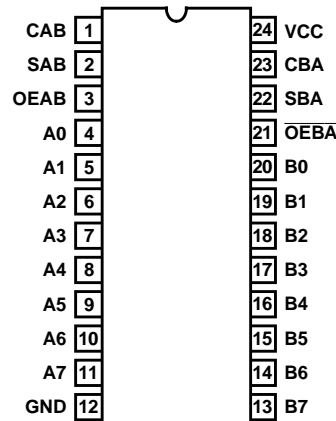 CAB 1 24 VCC
SAB 2 23 CBA
OEAB 3 22 SBA
A0 4 21 O̅E̅B̅A̅
A1 5 20 B0
A2 6 19 B1
A3 7 18 B2
A4 8 17 B3
A5 9 16 B4
A6 10 15 B5
A7 11 14 B6
GND 12 13 B7